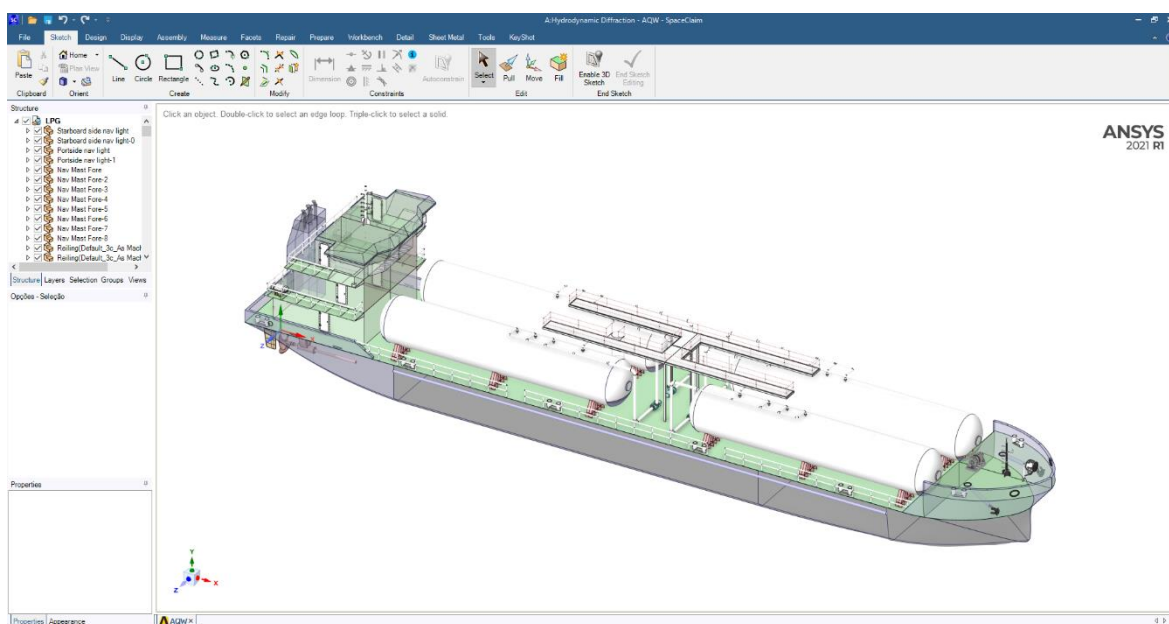 A:Hydrodynamic Diffraction - AQW - SpaceClaim
File Sketch Design Display Assembly Measure Facets Repair Prepare Workbench Detail Sheet Metal Tools KeyShot
Paste
Home
Plan View
Line Circle Rectangle
Dimension
Autoconstrain
Select Pull Move Fill
Enable 3D Sketch
End Sketch Editing
Clipboard Orient Create Modify Constraints Edit End Sketch
Structure
LPG
Starboard side nav light
Starboard side nav light-0
Portside nav light
Portside nav light-1
Nav Mast Fore
Nav Mast Fore-2
Nav Mast Fore-3
Nav Mast Fore-4
Nav Mast Fore-5
Nav Mast Fore-6
Nav Mast Fore-7
Nav Mast Fore-8
Reiling(Default_3c_As Mach
Reiling(Default_3c_As Mach
Structure Layers Selection Groups Views
Opções - Seleção
Properties
Properties Appearance
Click an object. Double-click to select an edge loop. Triple-click to select a solid.
ANSYS
2021 R1
Y
X
Z
X
Z
AQW